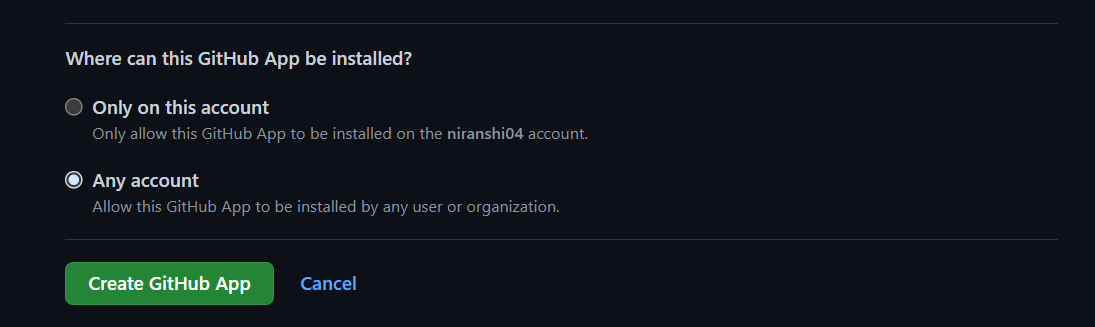 Where can this GitHub App be installed?
Only on this account
Only allow this GitHub App to be installed on the niranshi04 account.
Any account
Allow this GitHub App to be installed by any user or organization.
Create GitHub App Cancel